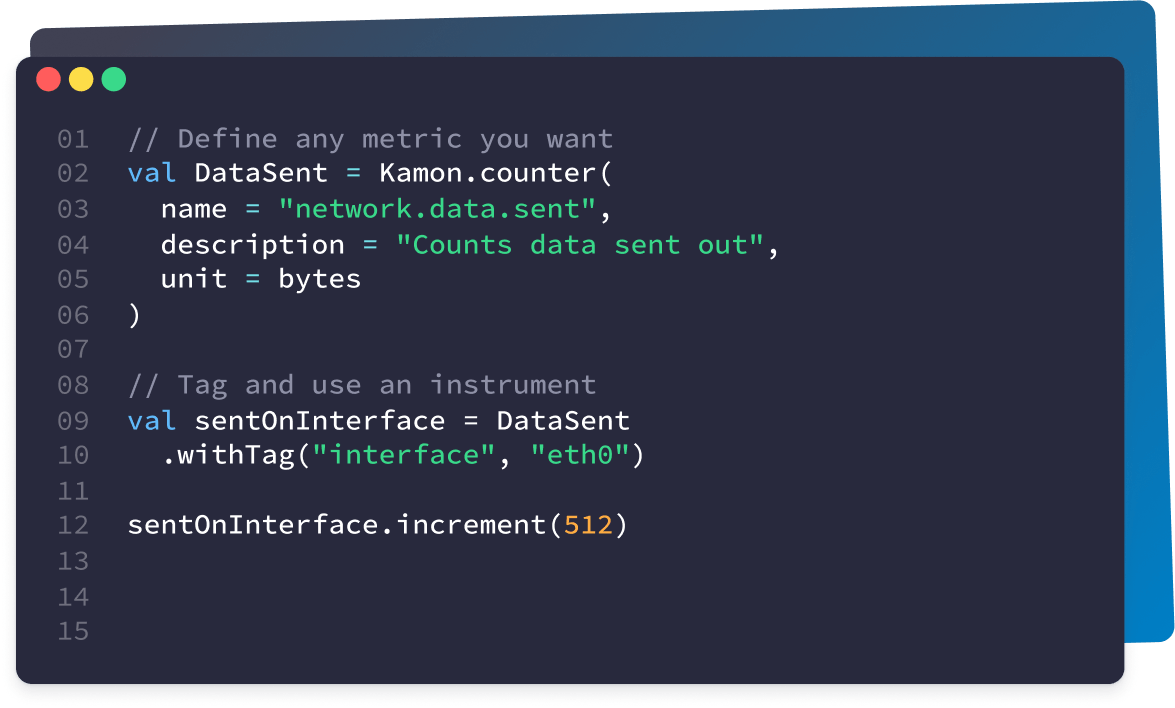 01 // Define any metric you want
02 val DataSent = Kamon.counter(
03   name = "network.data.sent",
04   description = "Counts data sent out",
05   unit = bytes
06 )
07
08 // Tag and use an instrument
09 val sentOnInterface = DataSent
10   .withTag("interface", "eth0")
11
12 sentOnInterface.increment(512)
13
14
15